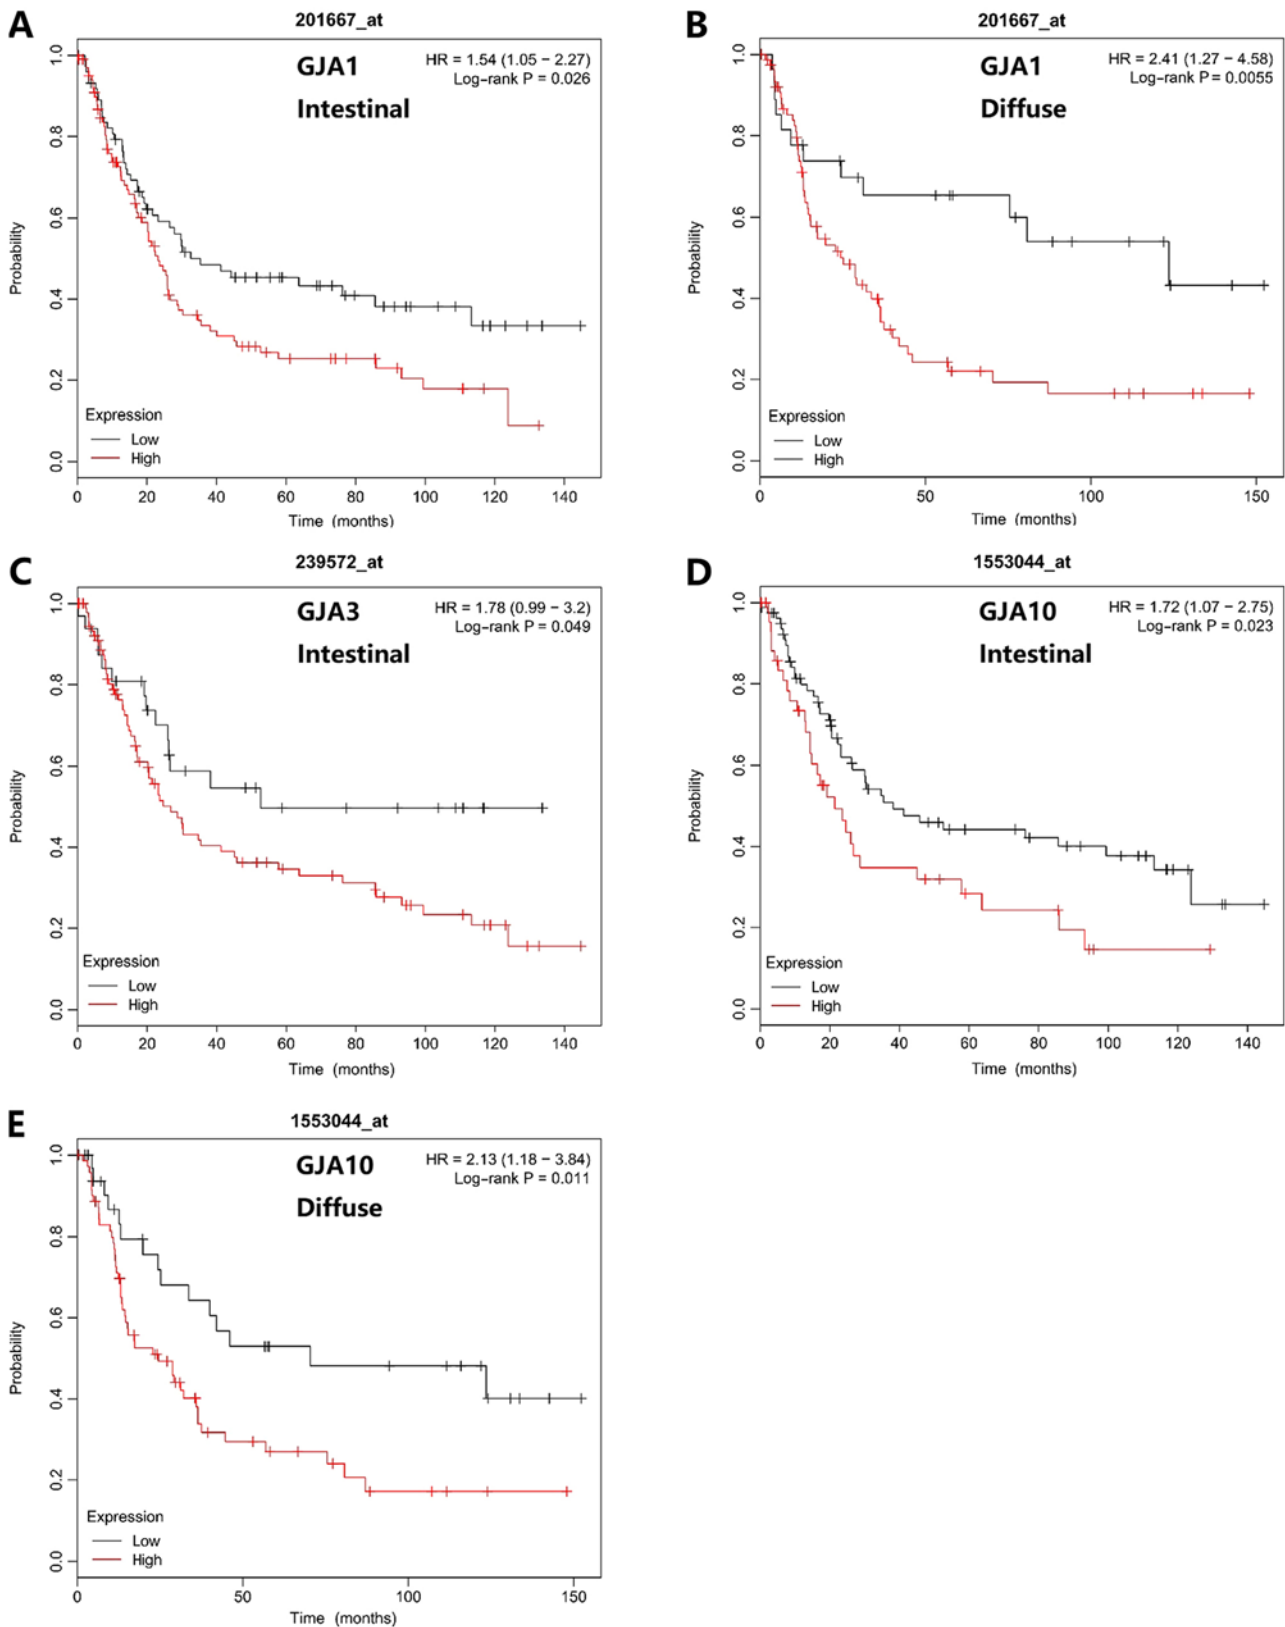 A
201667_at
GJA1
Intestinal
HR = 1.54 (1.05 − 2.27)
Log−rank P = 0.026
Probability
0.0 0.2 0.4 0.6 0.8 1.0
Expression
Low
High
0 20 40 60 80 100 120 140
Time (months)
B
201667_at
GJA1
Diffuse
HR = 2.41 (1.27 − 4.58)
Log−rank P = 0.0055
Probability
0.0 0.2 0.4 0.6 0.8 1.0
Expression
Low
High
0 50 100 150
Time (months)
C
239572_at
GJA3
Intestinal
HR = 1.78 (0.99 − 3.2)
Log−rank P = 0.049
Probability
0.0 0.2 0.4 0.6 0.8 1.0
Expression
Low
High
0 20 40 60 80 100 120 140
Time (months)
D
1553044_at
GJA10
Intestinal
HR = 1.72 (1.07 − 2.75)
Log−rank P = 0.023
Probability
0.0 0.2 0.4 0.6 0.8 1.0
Expression
Low
High
0 20 40 60 80 100 120 140
Time (months)
E
1553044_at
GJA10
Diffuse
HR = 2.13 (1.18 − 3.84)
Log−rank P = 0.011
Probability
0.0 0.2 0.4 0.6 0.8 1.0
Expression
Low
High
0 50 100 150
Time (months)